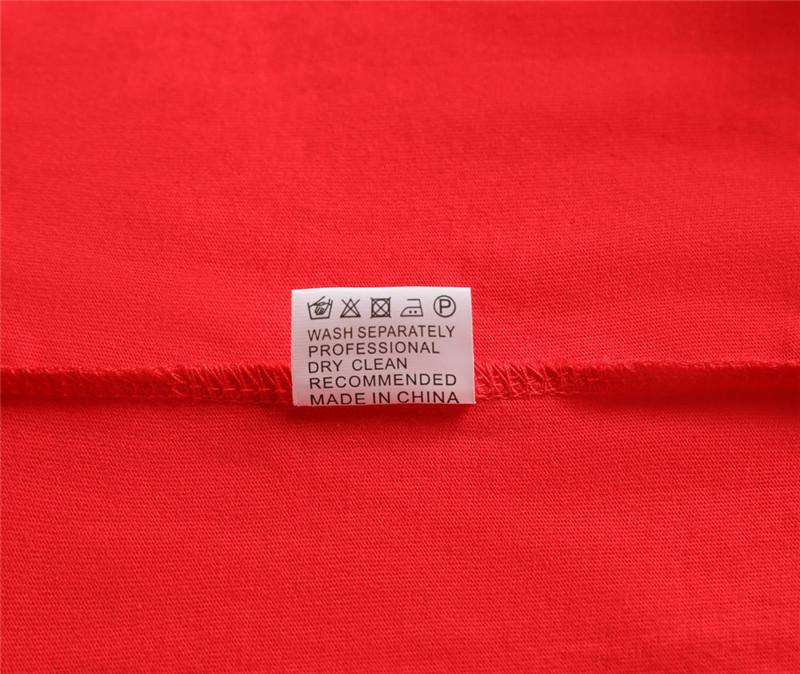 P
WASH SEPARATELY
PROFESSIONAL
DRY CLEAN
RECOMMENDED
MADE IN CHINA